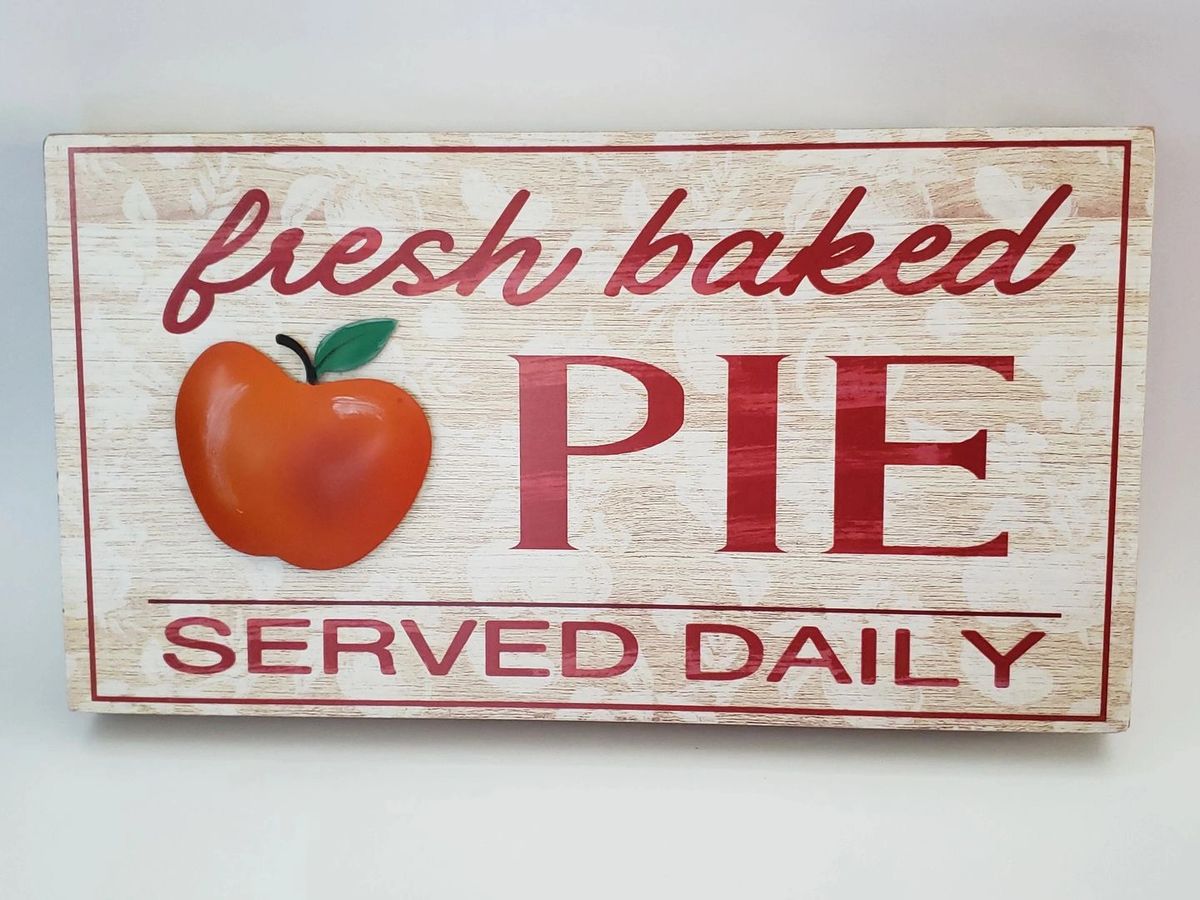 fresh baked
PIE
SERVED DAILY